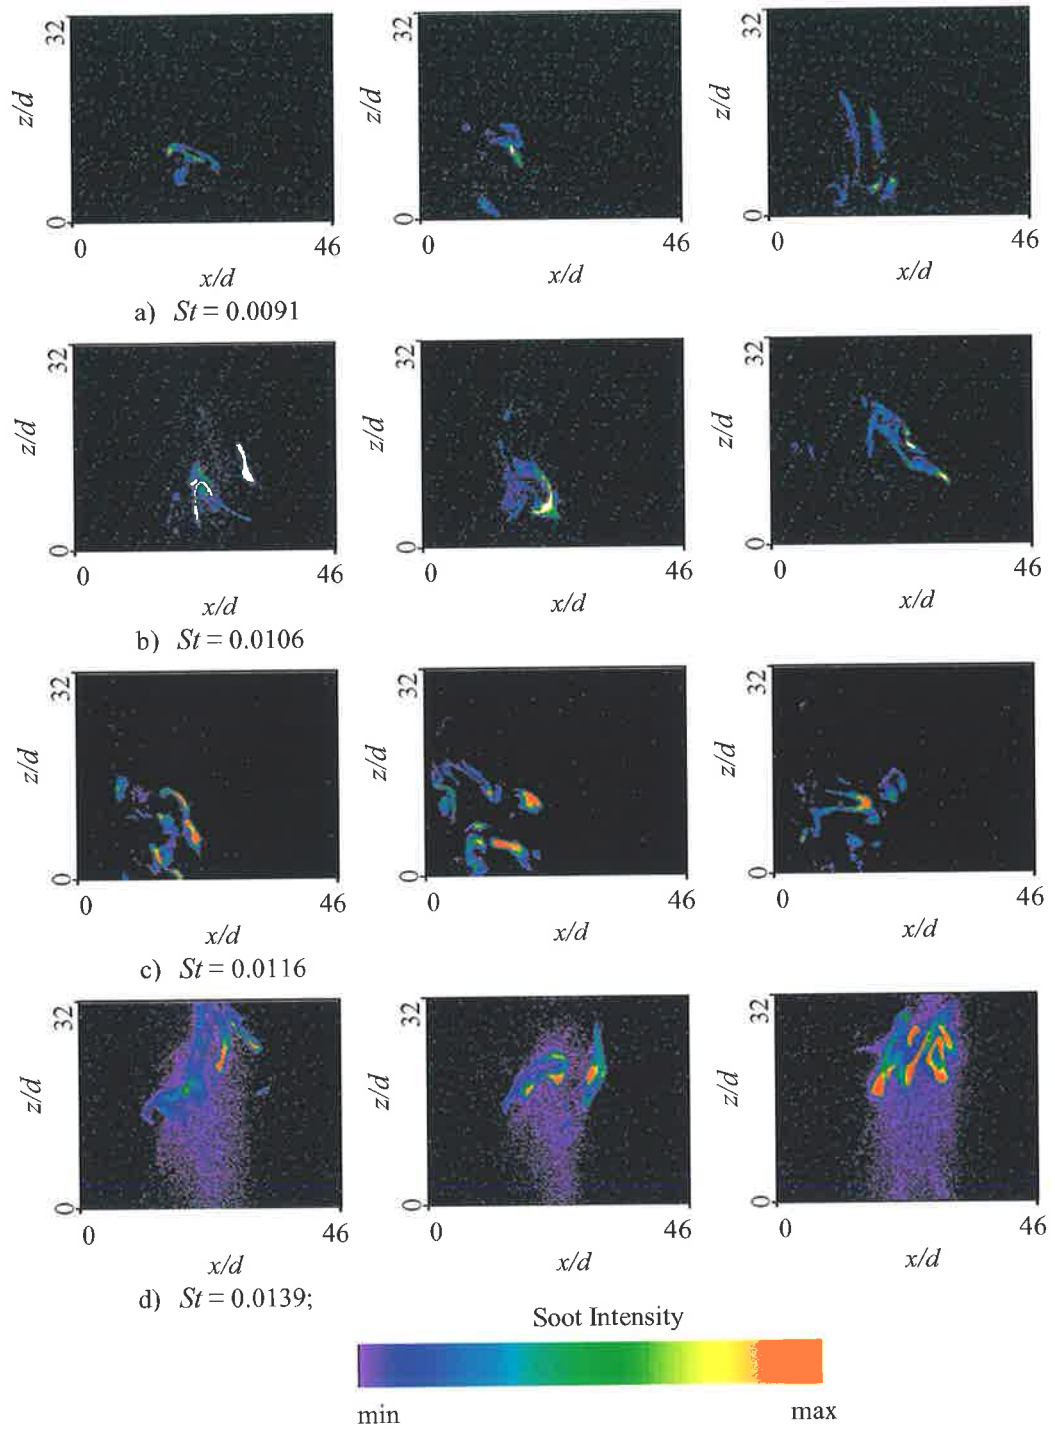 32 32 32
z/d z/d z/d
0 0 0
0 46 0 46 0 46
x/d x/d x/d
a) St = 0.0091
32 32 32
z/d z/d z/d
0 0 0
0 46 0 46 0 46
x/d x/d x/d
b) St = 0.0106
32 32 32
z/d z/d z/d
0 0 0
0 46 0 46 0 46
x/d x/d x/d
c) St = 0.0116
32 32 32
z/d z/d z/d
0 0 0
0 46 0 46 0 46
x/d x/d x/d
d) St = 0.0139;
Soot Intensity
min max